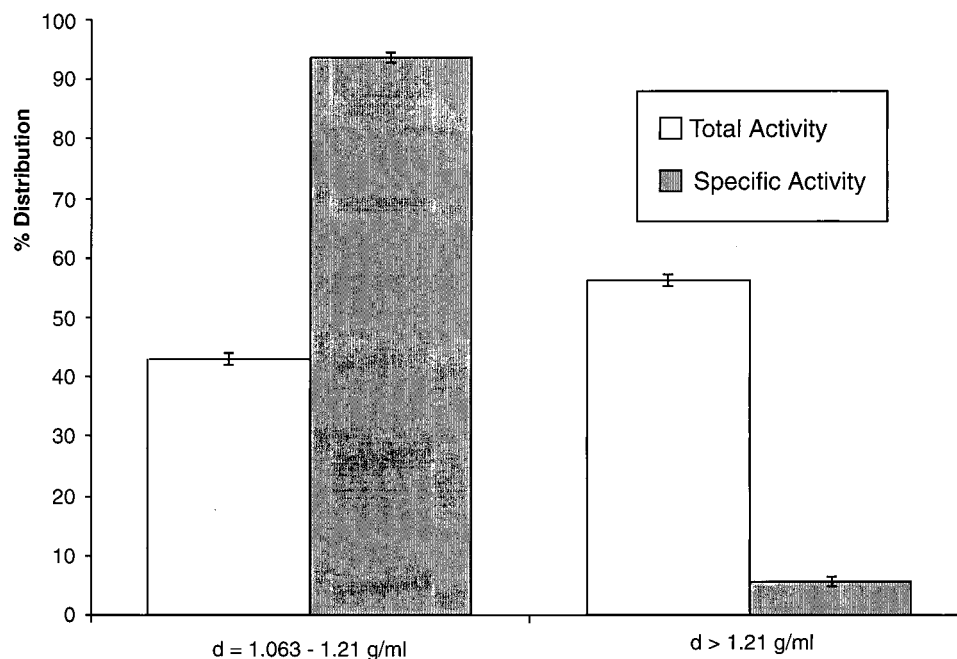 100
90
80
70
60
50
40
30
20
10
0
% Distribution
Total Activity
Specific Activity
d = 1.063 - 1.21 g/ml
d > 1.21 g/ml